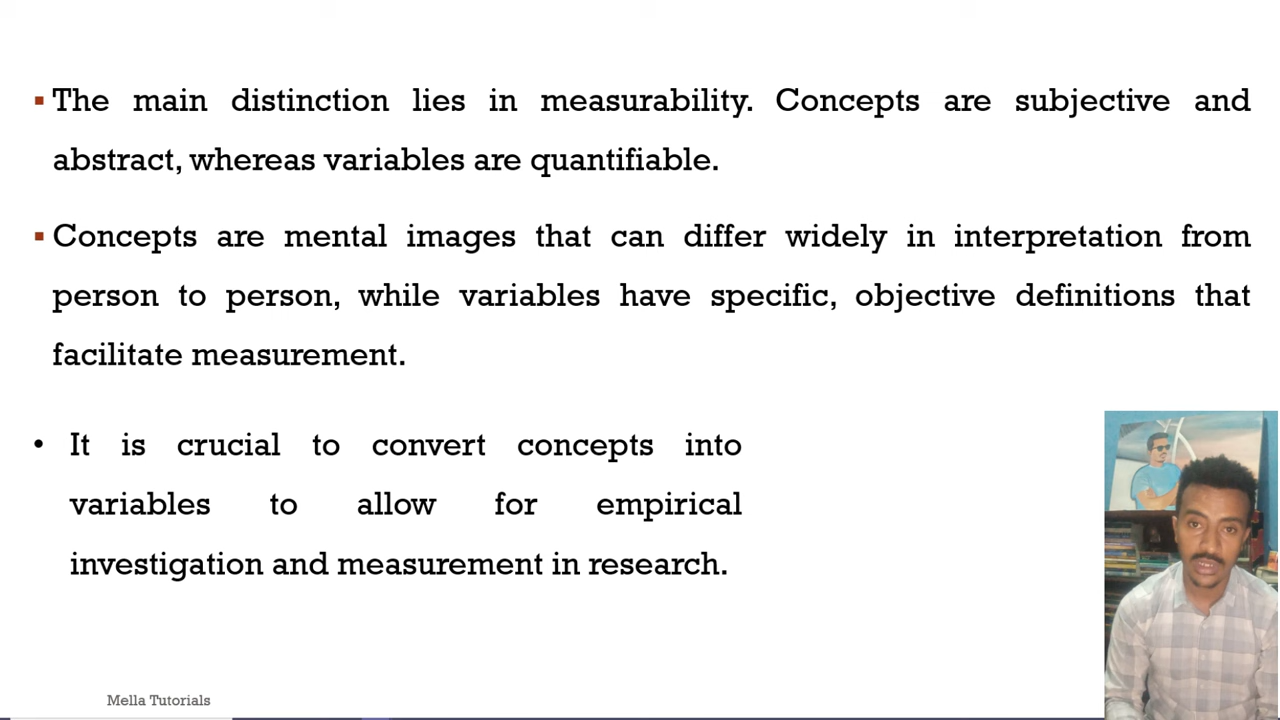 The main distinction lies in measurability. Concepts are subjective and
abstract, whereas variables are quantifiable.
Concepts are mental images that can differ widely in interpretation from
person to person, while variables have specific, objective definitions that
facilitate measurement.
It is crucial to convert concepts into
variables to allow for empirical
investigation and measurement in research.
Mella Tutorials